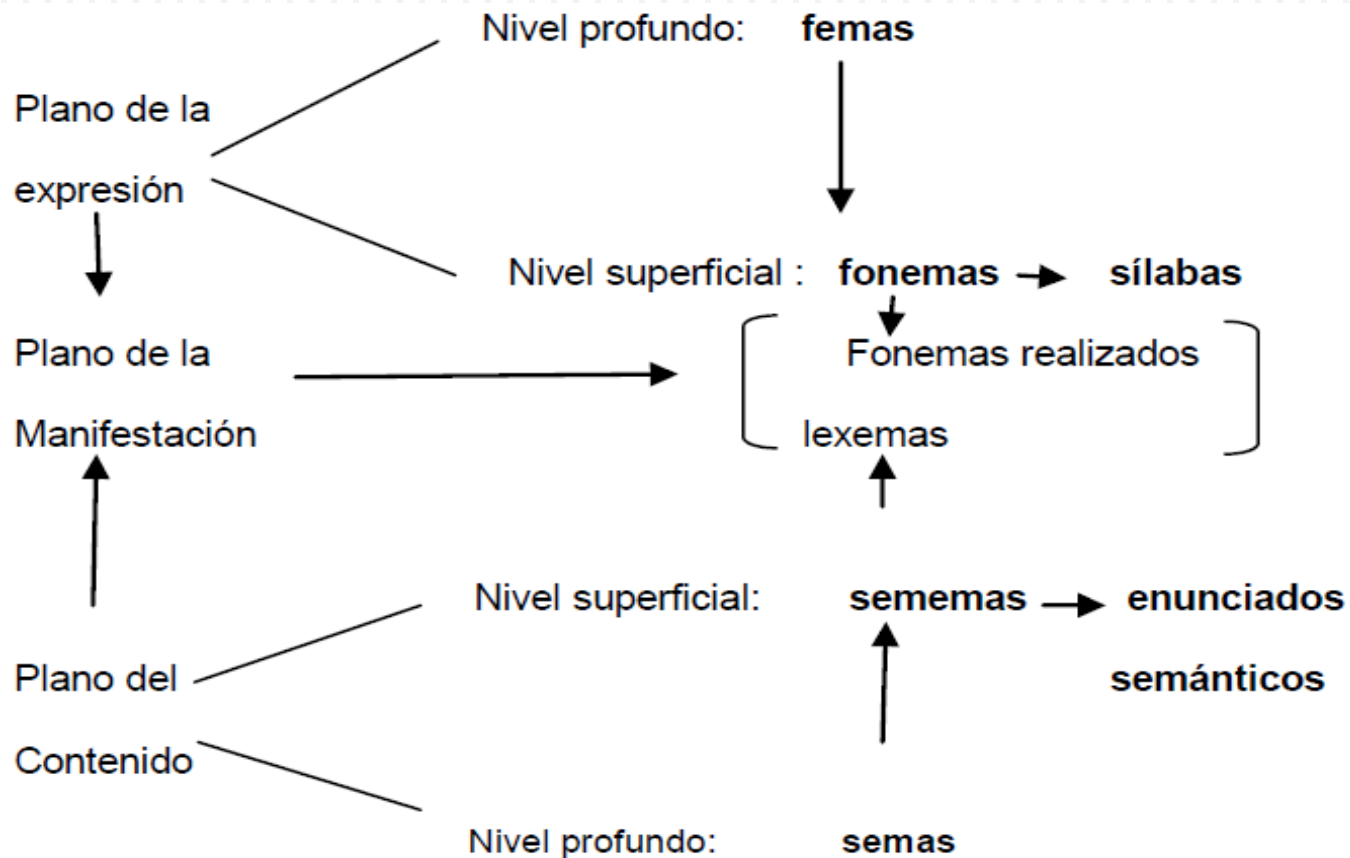 Nivel profundo: femas
Plano de la
expresión
Nivel superficial : fonemas sílabas
Plano de la Fonemas realizados
Manifestación lexemas
Nivel superficial: sememas enunciados
Plano del semánticos
Contenido
Nivel profundo: semas